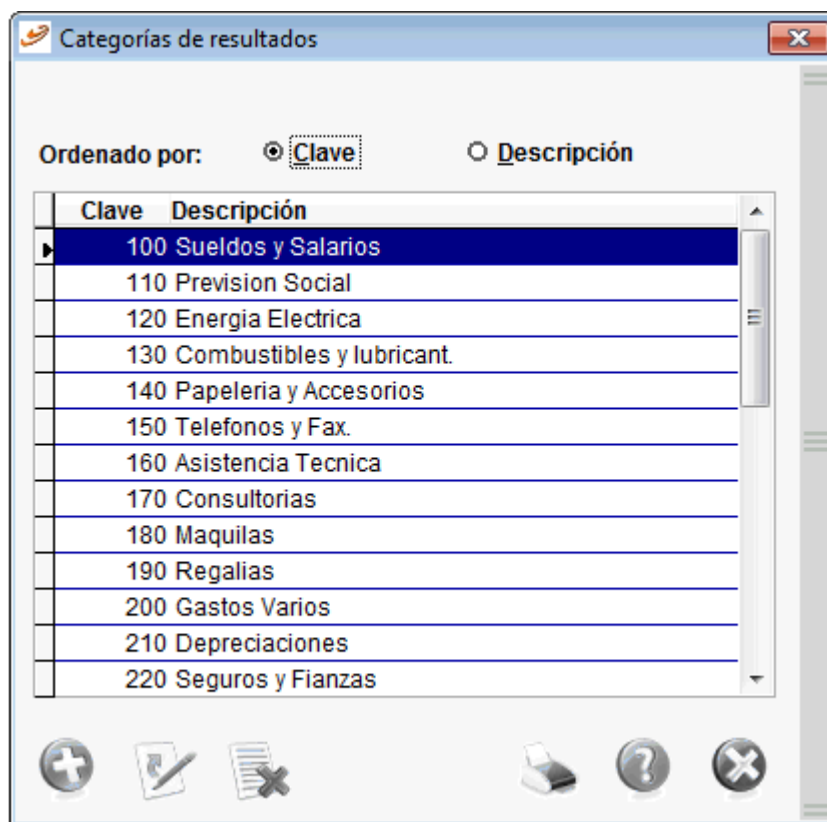 Categorías de resultados
Ordenado por: Clave Descripción
Clave Descripción
100 Sueldos y Salarios
110 Prevision Social
120 Energia Electrica
130 Combustibles y lubricant.
140 Papeleria y Accesorios
150 Telefonos y Fax.
160 Asistencia Tecnica
170 Consultorias
180 Maquilas
190 Regalias
200 Gastos Varios
210 Depreciaciones
220 Seguros y Fianzas